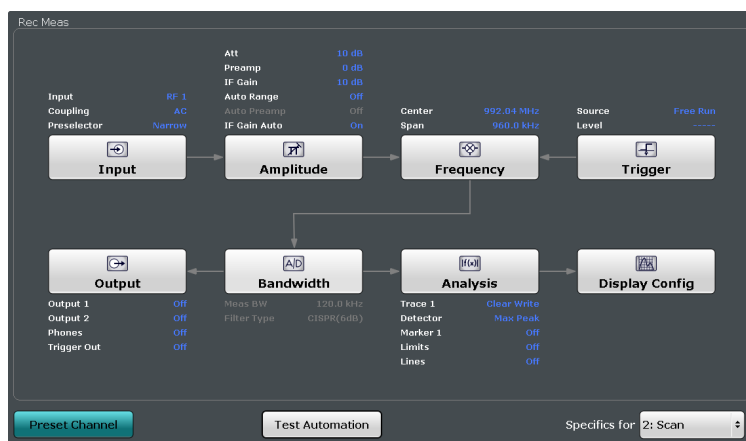 Rec Meas
Att 10 dB
Preamp 0 dB
IF Gain 10 dB
Input RF 1 Auto Range Off
Coupling AC Auto Preamp Off Center 992.04 MHz Source Free Run
Preselector Narrow IF Gain Auto On Span 960.0 kHz Level -----
Input Amplitude Frequency Trigger
A/D |f(x)|
Output Bandwidth Analysis Display Config
Output 1 Off Meas BW 120.0 kHz Trace 1 Clear Write
Output 2 Off Filter Type CISPR(6dB) Detector Max Peak
Phones Off Marker 1 Off
Trigger Out Off Limits Off
Lines Off
Preset Channel Test Automation Specifics for 2: Scan